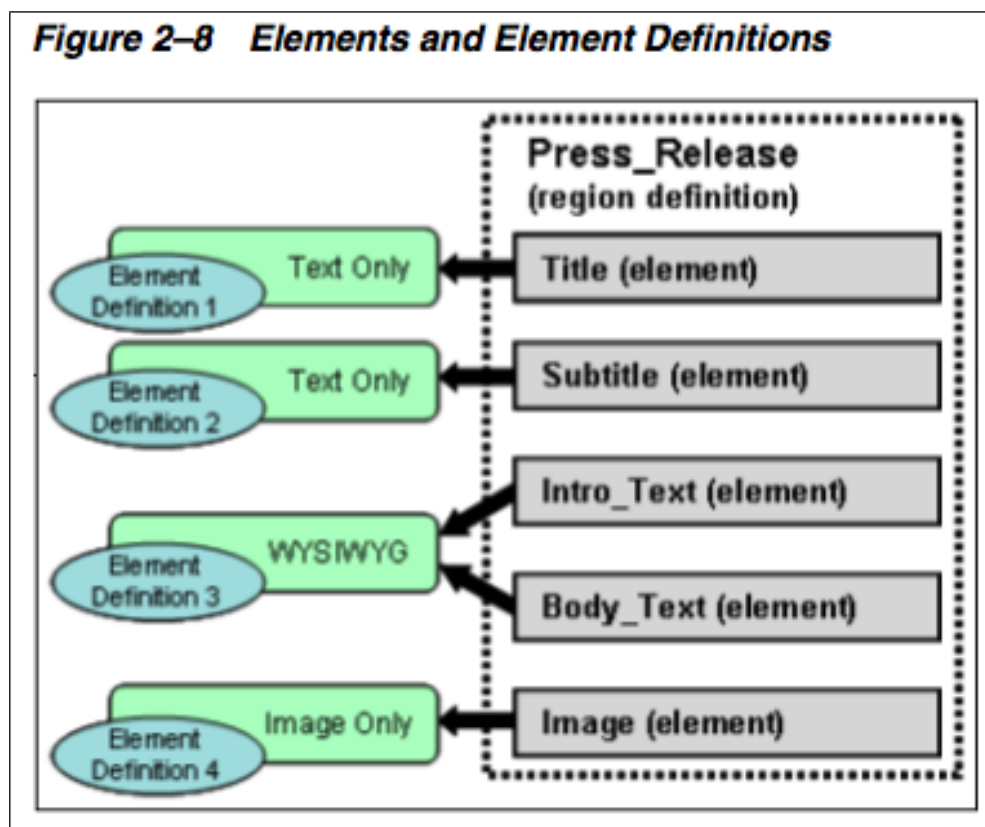 Figure 2–8 Elements and Element Definitions
Press_Release
(region definition)
Text Only
Element
Definition 1
Title (element)
Text Only
Element
Definition 2
Subtitle (element)
Intro_Text (element)
WYSIWYG
Element
Definition 3
Body_Text (element)
Image Only
Element
Definition 4
Image (element)